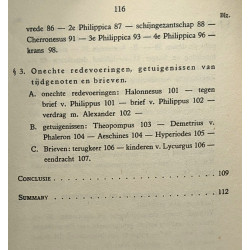 116
Blz.
vrede 86 — 2e Philippica 87 — schijngezantschap 88 —
Cherronesus 91 — 3e Philippica 93 — 4e Philippica 96 —
krans 98.
§ 3. Onechte redevoeringen, getuigenissen van
tijdgenoten en brieven.
A. onechte redevoeringen: Halonnesus 101 — tegen
brief v. Philippus 101 — brief v. Philippus 102 —
verdrag m. Alexander 102 —
B. getuigenissen: Theopompus 103 — Demetrius v.
Phaleron 104 — Aeschines 104 — Hyperiodes 105 —
C. Brieven: terugkeer 106 — kinderen v. Lycurgus 106 —
eendracht 107.
Conclusie . . . . . . . . . . . . . . . . 109
Summary . . . . . . . . . . . . . . . . 112